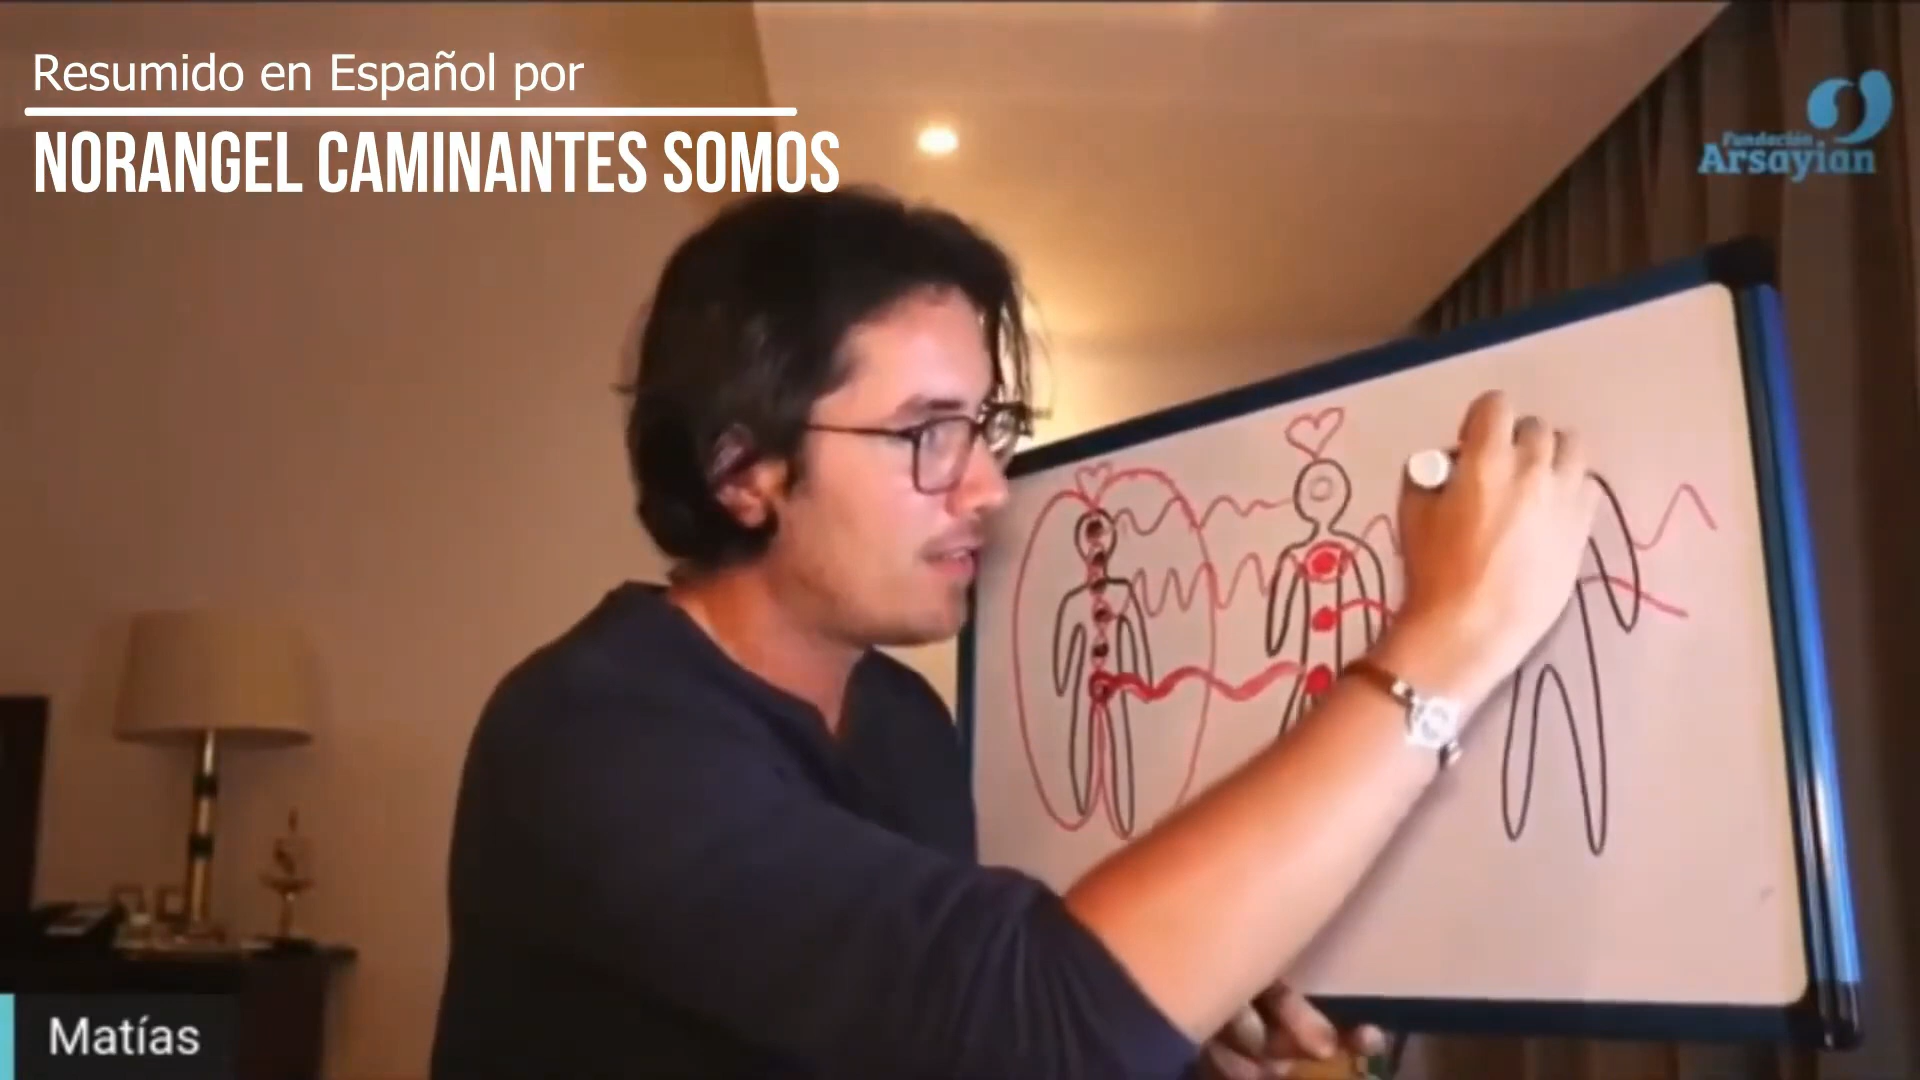 Resumido en Español por
NORANGEL CAMINANTES SOMOS
Fundación
Arsayian
Matías